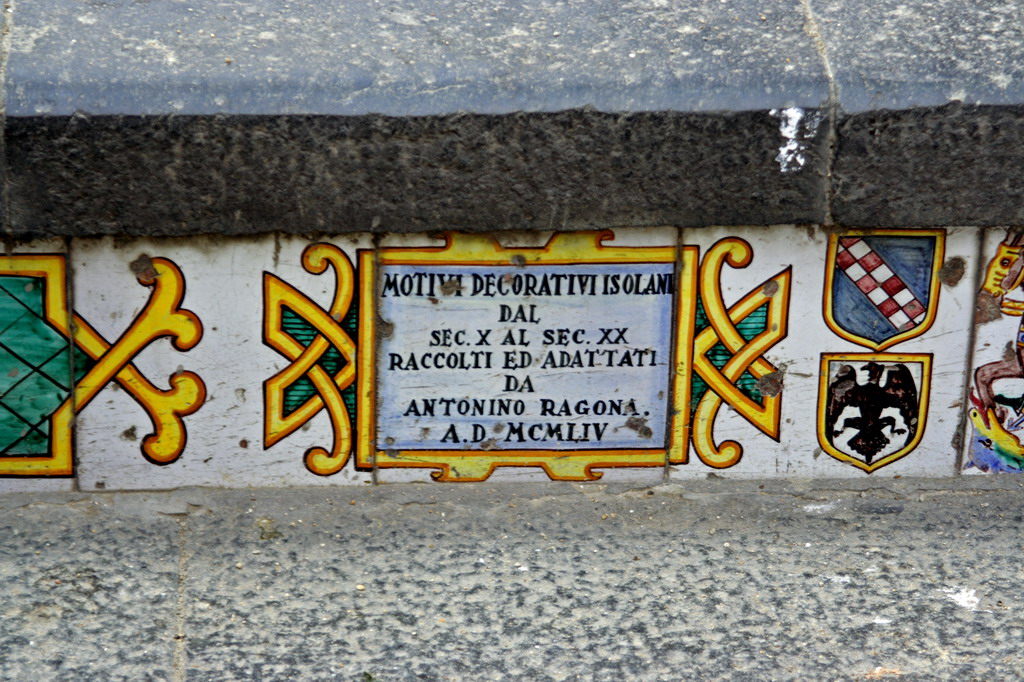 MOTIVI DECORATIVI ISOLANI
DAL
SEC. X AL SEC. XX
RACCOLTI ED ADATTATI
DA
ANTONINO RAGONA.
A.D MCMLIV